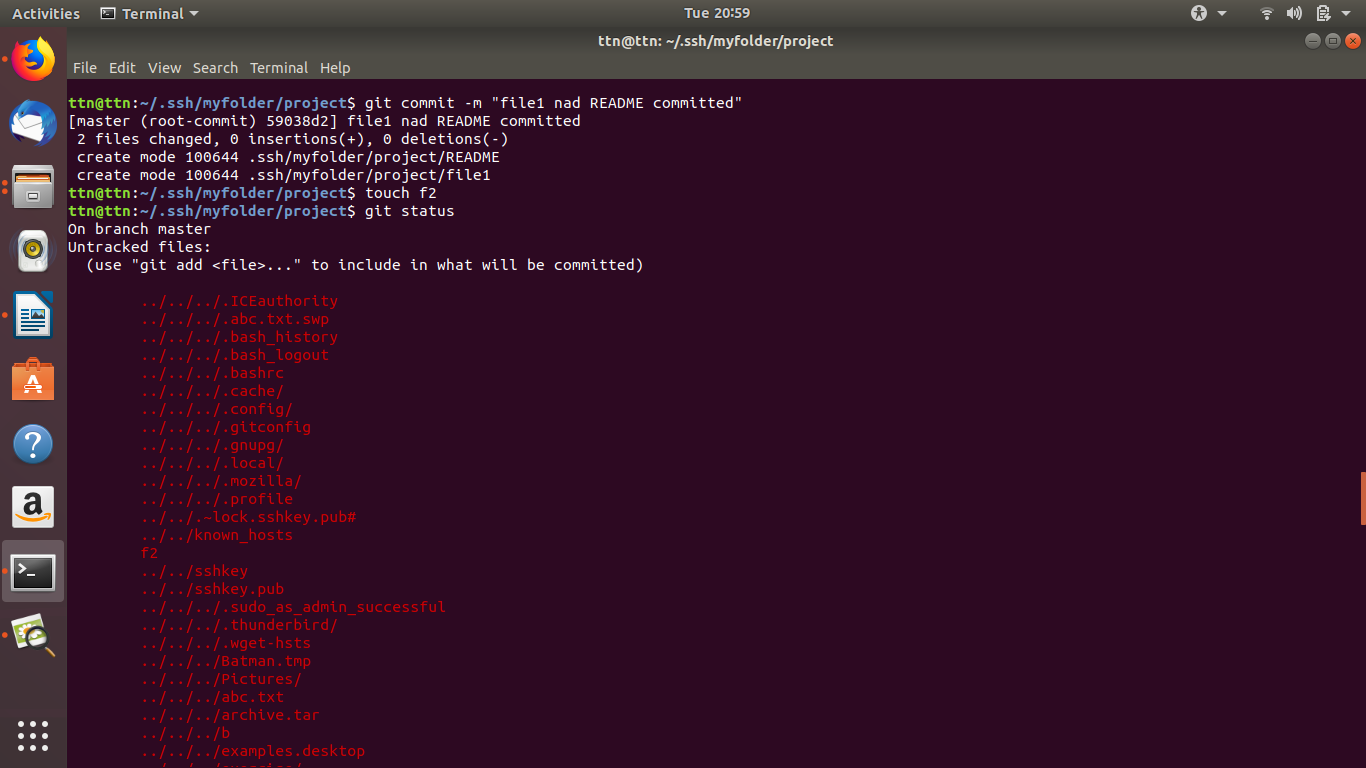 Activities
Terminal
Tue 20:59
ttn@ttn: ~/.ssh/myfolder/project
File Edit View Search Terminal Help
ttn@ttn:~/.ssh/myfolder/project$ git commit -m "file1 nad README committed"
[master (root-commit) 59038d2] file1 nad README committed
 2 files changed, 0 insertions(+), 0 deletions(-)
 create mode 100644 .ssh/myfolder/project/README
 create mode 100644 .ssh/myfolder/project/file1
ttn@ttn:~/.ssh/myfolder/project$ touch f2
ttn@ttn:~/.ssh/myfolder/project$ git status
On branch master
Untracked files:
  (use "git add <file>..." to include in what will be committed)
../../../.ICEauthority
../../../.abc.txt.swp
../../../.bash_history
../../../.bash_logout
../../../.bashrc
../../../.cache/
../../../.config/
../../../.gitconfig
../../../.gnupg/
../../../.local/
../../../.mozilla/
../../../.profile
../../.~lock.sshkey.pub#
../../known_hosts
f2
../../sshkey
../../sshkey.pub
../../../.sudo_as_admin_successful
../../../.thunderbird/
../../../.wget-hsts
../../../Batman.tmp
../../../Pictures/
../../../abc.txt
../../../archive.tar
../../../b
../../../examples.desktop